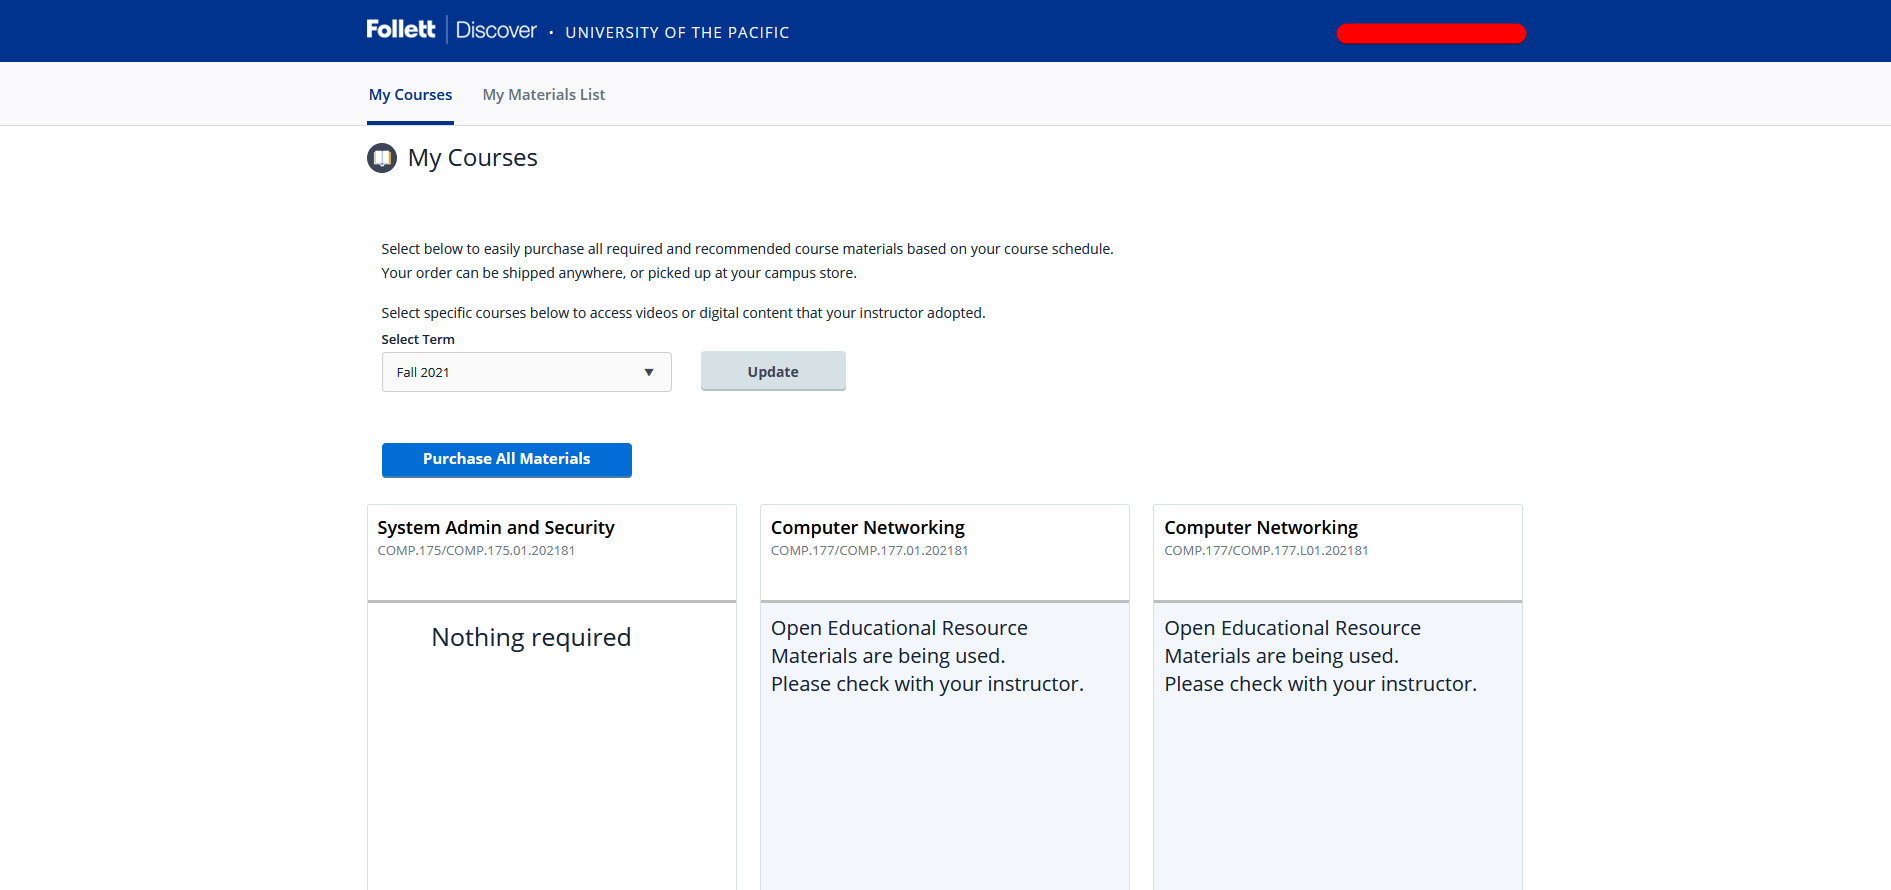 Follett | Discover · UNIVERSITY OF THE PACIFIC
My Courses My Materials List
My Courses
Select below to easily purchase all required and recommended course materials based on your course schedule.
Your order can be shipped anywhere, or picked up at your campus store.
Select specific courses below to access videos or digital content that your instructor adopted.
Select Term
Fall 2021 ▼ Update
Purchase All Materials
System Admin and Security
COMP.175/COMP.175.01.202181
Nothing required
Computer Networking
COMP.177/COMP.177.01.202181
Open Educational Resource
Materials are being used.
Please check with your instructor.
Computer Networking
COMP.177/COMP.177.L01.202181
Open Educational Resource
Materials are being used.
Please check with your instructor.